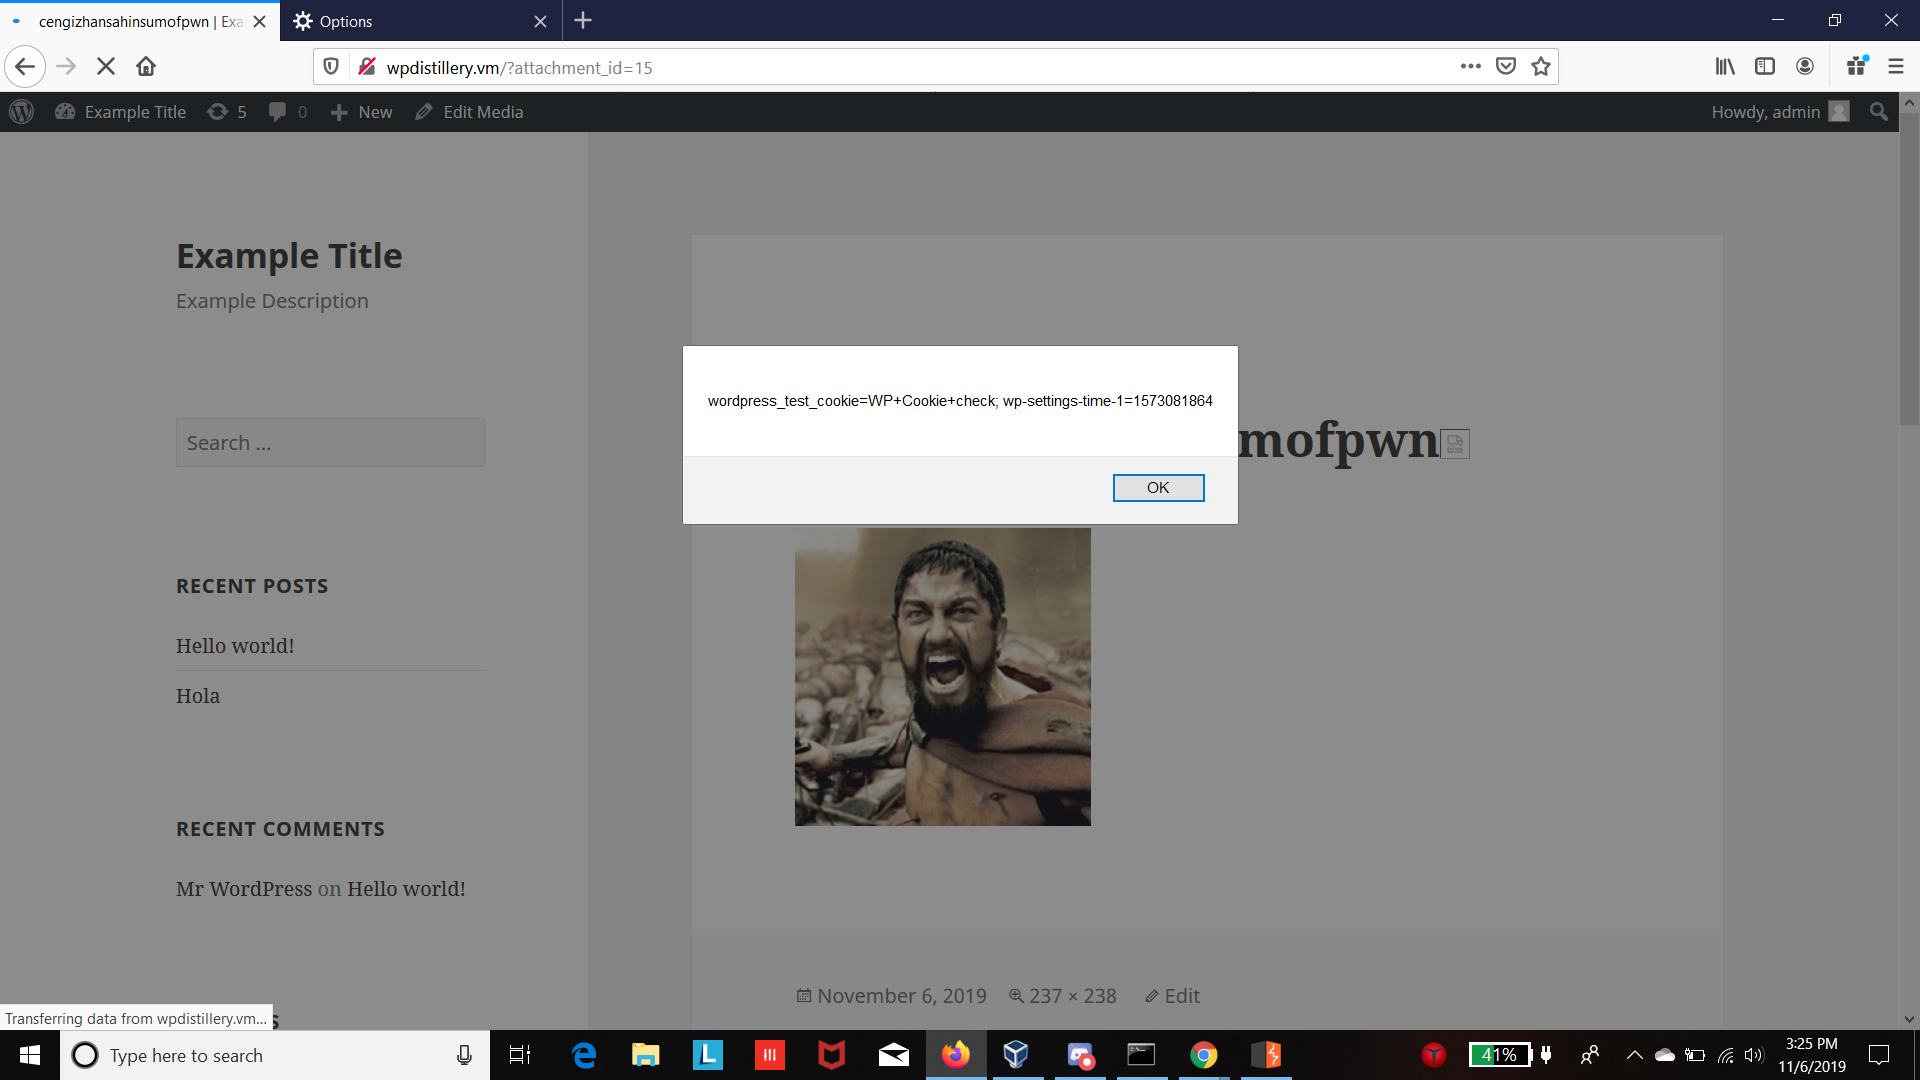 cengizhansahinsumofpwn | Exa
Options
wpdistillery.vm/?attachment_id=15
Example Title
5
0
New
Edit Media
Howdy, admin
Example Title
Example Description
Search ...
RECENT POSTS
Hello world!
Hola
RECENT COMMENTS
Mr WordPress on Hello world!
wordpress_test_cookie=WP+Cookie+check; wp-settings-time-1=1573081864
OK
mofpwn
November 6, 2019
237 × 238
Edit
Transferring data from wpdistillery.vm...
S
Type here to search
41%
3:25 PM
11/6/2019